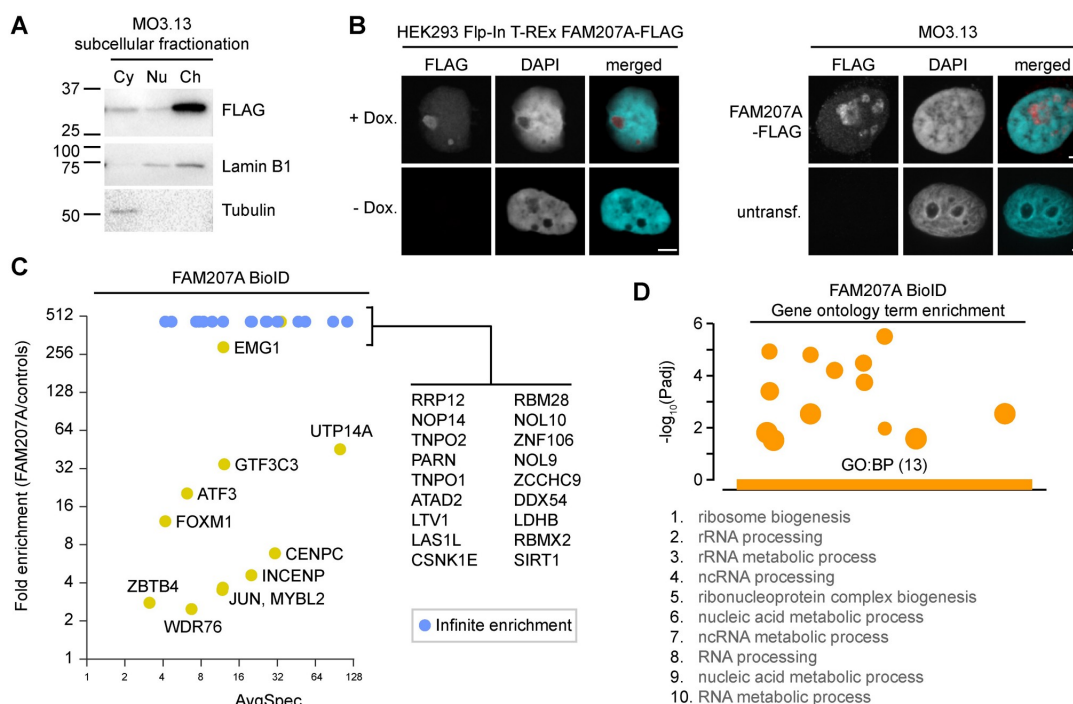 A
MO3.13
subcellular fractionation
Cy Nu Ch
37
25
FLAG
100
75
Lamin B1
50
Tubulin
B
HEK293 Flp-In T-REx FAM207A-FLAG
FLAG DAPI merged
+ Dox.
- Dox.
MO3.13
FLAG DAPI merged
FAM207A
-FLAG
untransf.
C
FAM207A BioID
Fold enrichment (FAM207A/controls)
512
256
128
64
32
16
8
4
2
1
1 2 4 8 16 32 64 128
AvgSpec
EMG1
UTP14A
GTF3C3
ATF3
FOXM1
CENPC
INCENP
ZBTB4
JUN, MYBL2
WDR76
RRP12 RBM28
NOP14 NOL10
TNPO2 ZNF106
PARN NOL9
TNPO1 ZCCHC9
ATAD2 DDX54
LTV1 LDHB
LAS1L RBMX2
CSNK1E SIRT1
Infinite enrichment
D
FAM207A BioID
Gene ontology term enrichment
-log10(Padj)
6
4
2
0
GO:BP (13)
1. ribosome biogenesis
2. rRNA processing
3. rRNA metabolic process
4. ncRNA processing
5. ribonucleoprotein complex biogenesis
6. nucleic acid metabolic process
7. ncRNA metabolic process
8. RNA processing
9. nucleic acid metabolic process
10. RNA metabolic process